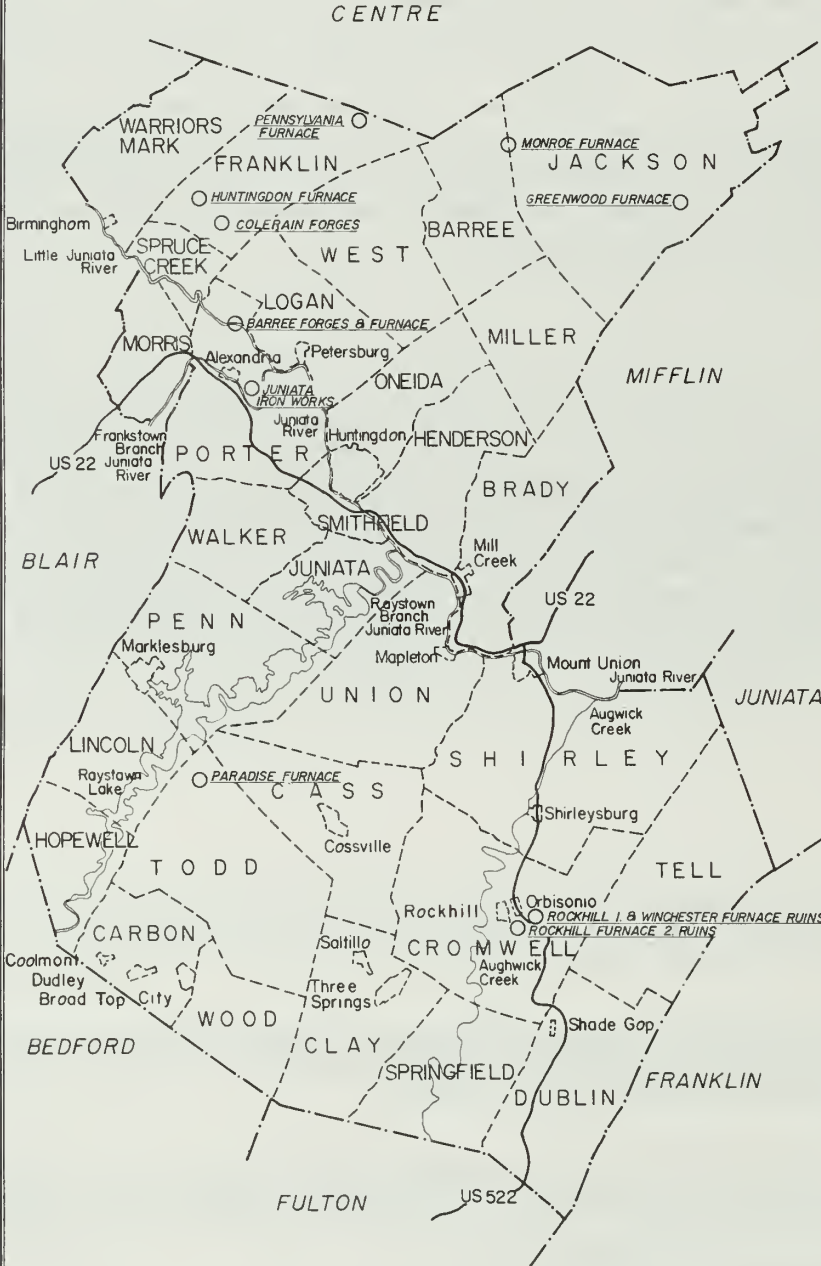 CENTRE
WARRIORS
MARK
PENNSYLVANIA
FURNACE
FRANKLIN
MONROE FURNACE
JACKSON
HUNTINGDON FURNACE
GREENWOOD FURNACE
COLERAIN FORGES
Birmingham
Little Juniata
River
SPRUCE
CREEK
WEST
BARREE
LOGAN
BARREE FORGES & FURNACE
MORRIS
Alexandria
Petersburg
MILLER
ONEIDA
MIFFLIN
JUNIATA
IRON WORKS
Juniata
River
Huntingdon
HENDERSON
Frankstown
Branch
Juniata
River
US 22
PORTER
BRADY
SMITHFIELD
WALKER
BLAIR
JUNIATA
Mill
Creek
US 22
Raystown
Branch
Juniata River
PENN
Marklesburg
Mapleton
Mount Union
Juniata River
UNION
JUNIATA
Augwick
Creek
LINCOLN
SHIRLEY
Raystown
Lake
PARADISE FURNACE
CASS
Shirleysburg
HOPEWELL
Cassville
TODD
TELL
Rockhill
Orbisonia
ROCKHILL 1. & WINCHESTER FURNACE RUINS
ROCKHILL FURNACE 2. RUINS
CARBON
Saltillo
CROMWELL
Coalmont
Dudley
Broad Top City
Three
Springs
Aughwick
Creek
WOOD
Shade Gap
BEDFORD
CLAY
SPRINGFIELD
FRANKLIN
DUBLIN
FULTON
US 522